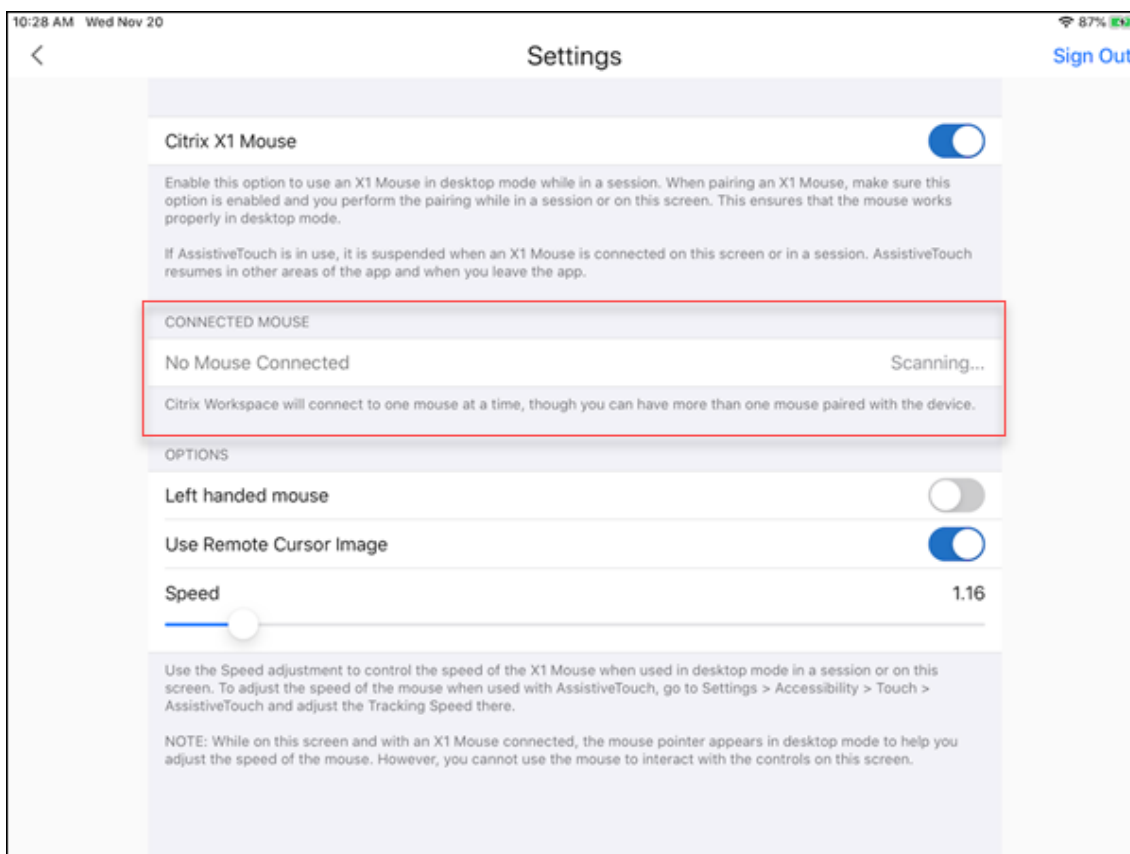 10:28 AM Wed Nov 20
87%
Settings
Sign Out
Citrix X1 Mouse
Enable this option to use an X1 Mouse in desktop mode while in a session. When pairing an X1 Mouse, make sure this
option is enabled and you perform the pairing while in a session or on this screen. This ensures that the mouse works
properly in desktop mode.
If AssistiveTouch is in use, it is suspended when an X1 Mouse is connected on this screen or in a session. AssistiveTouch
resumes in other areas of the app and when you leave the app.
CONNECTED MOUSE
No Mouse Connected Scanning...
Citrix Workspace will connect to one mouse at a time, though you can have more than one mouse paired with the device.
OPTIONS
Left handed mouse
Use Remote Cursor Image
Speed 1.16
Use the Speed adjustment to control the speed of the X1 Mouse when used in desktop mode in a session or on this
screen. To adjust the speed of the mouse when used with AssistiveTouch, go to Settings > Accessibility > Touch >
AssistiveTouch and adjust the Tracking Speed there.
NOTE: While on this screen and with an X1 Mouse connected, the mouse pointer appears in desktop mode to help you
adjust the speed of the mouse. However, you cannot use the mouse to interact with the controls on this screen.